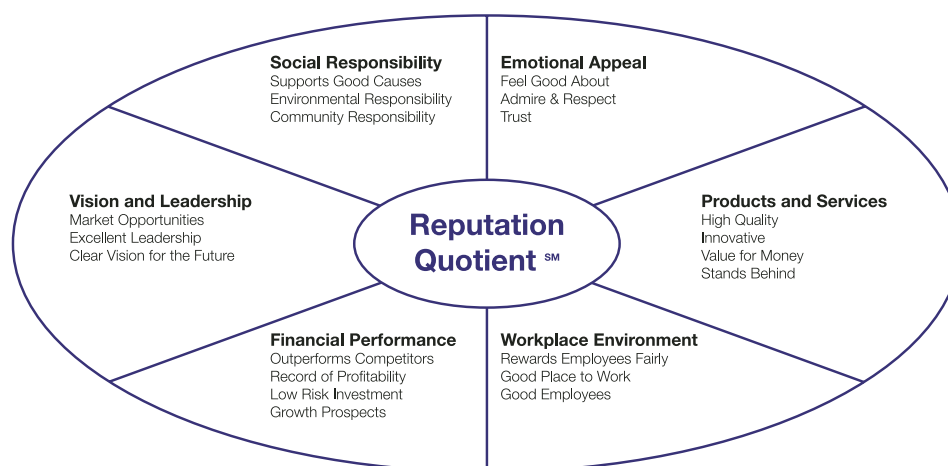 Social Responsibility
Supports Good Causes
Environmental Responsibility
Community Responsibility
Emotional Appeal
Feel Good About
Admire & Respect
Trust
Vision and Leadership
Market Opportunities
Excellent Leadership
Clear Vision for the Future
Reputation
Quotient ℠
Products and Services
High Quality
Innovative
Value for Money
Stands Behind
Financial Performance
Outperforms Competitors
Record of Profitability
Low Risk Investment
Growth Prospects
Workplace Environment
Rewards Employees Fairly
Good Place to Work
Good Employees